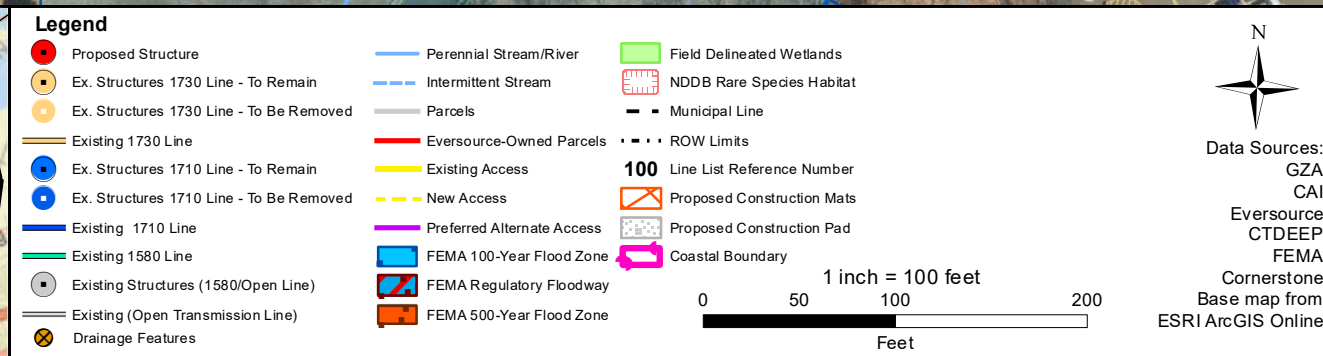 Legend
Proposed Structure
Ex. Structures 1730 Line - To Remain
Ex. Structures 1730 Line - To Be Removed
Existing 1730 Line
Ex. Structures 1710 Line - To Remain
Ex. Structures 1710 Line - To Be Removed
Existing 1710 Line
Existing 1580 Line
Existing Structures (1580/Open Line)
Existing (Open Transmission Line)
Drainage Features
Perennial Stream/River
Intermittent Stream
Parcels
Eversource-Owned Parcels
Existing Access
New Access
Preferred Alternate Access
FEMA 100-Year Flood Zone
FEMA Regulatory Floodway
FEMA 500-Year Flood Zone
Field Delineated Wetlands
NDDB Rare Species Habitat
Municipal Line
ROW Limits
100 Line List Reference Number
Proposed Construction Mats
Proposed Construction Pad
Coastal Boundary
1 inch = 100 feet
0 50 100 200
Feet
N
Data Sources:
GZA
CAI
Eversource
CTDEEP
FEMA
Cornerstone
Base map from
ESRI ArcGIS Online